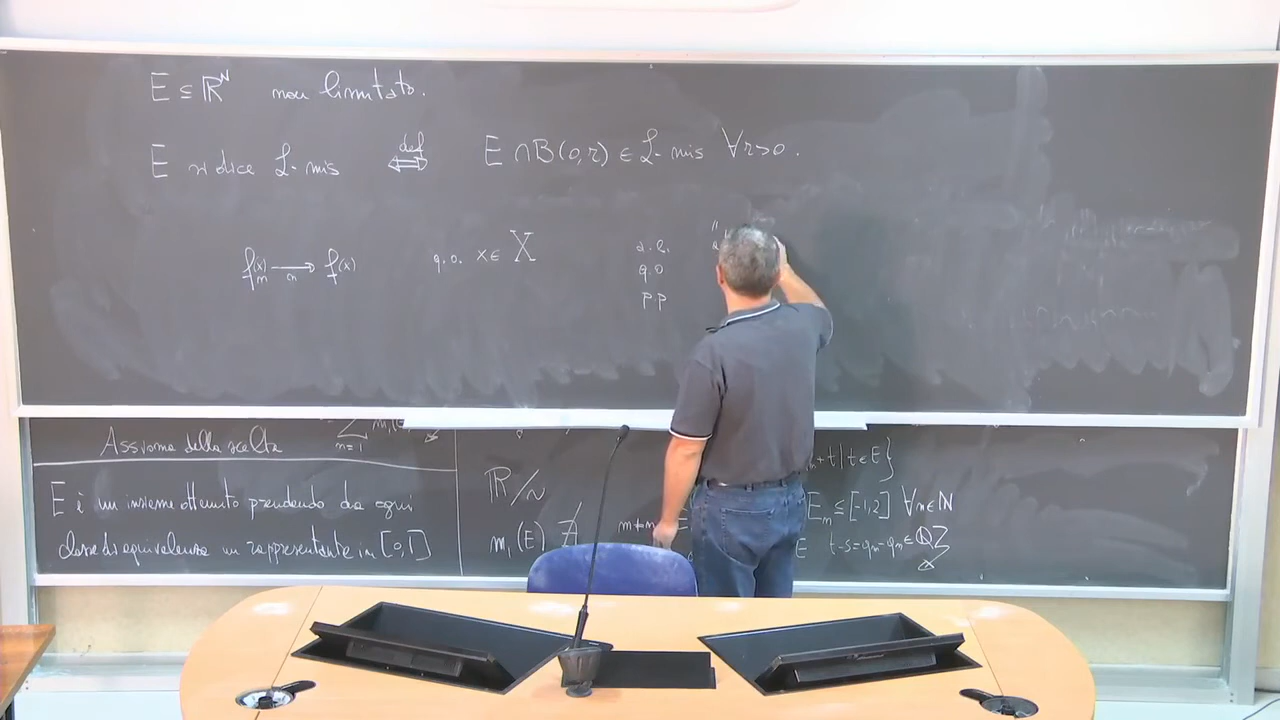 E ⊆ ℝᴺ non limitato.
E si dice L-mis ⟺ def E ∩ B(0,r) ∈ L-mis ∀r>0.
fₘ(x) ⟶ₙ f(x) q.o. x ∈ X
a.e.
q.o
p.p
Assioma della scelta
E è un insieme ottenuto prendendo da ogni
classe di equivalenza un rappresentante in [0,1]
ℝ/∼
m₁(E) ∄
+t | t ∈ E}
Eₘ ⊆ [-1,2] ∀n∈ℕ
t-s = qₘ-qₙ ∈ ℚ